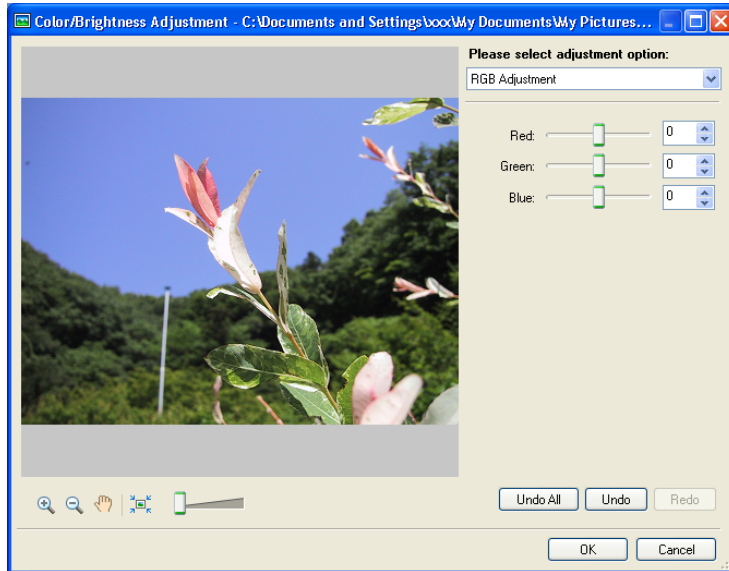 Color/Brightness Adjustment - C:\Documents and Settings\xxx\My Documents\My Pictures...
Please select adjustment option:
RGB Adjustment
Red: 0
Green: 0
Blue: 0
Undo All Undo Redo
OK Cancel